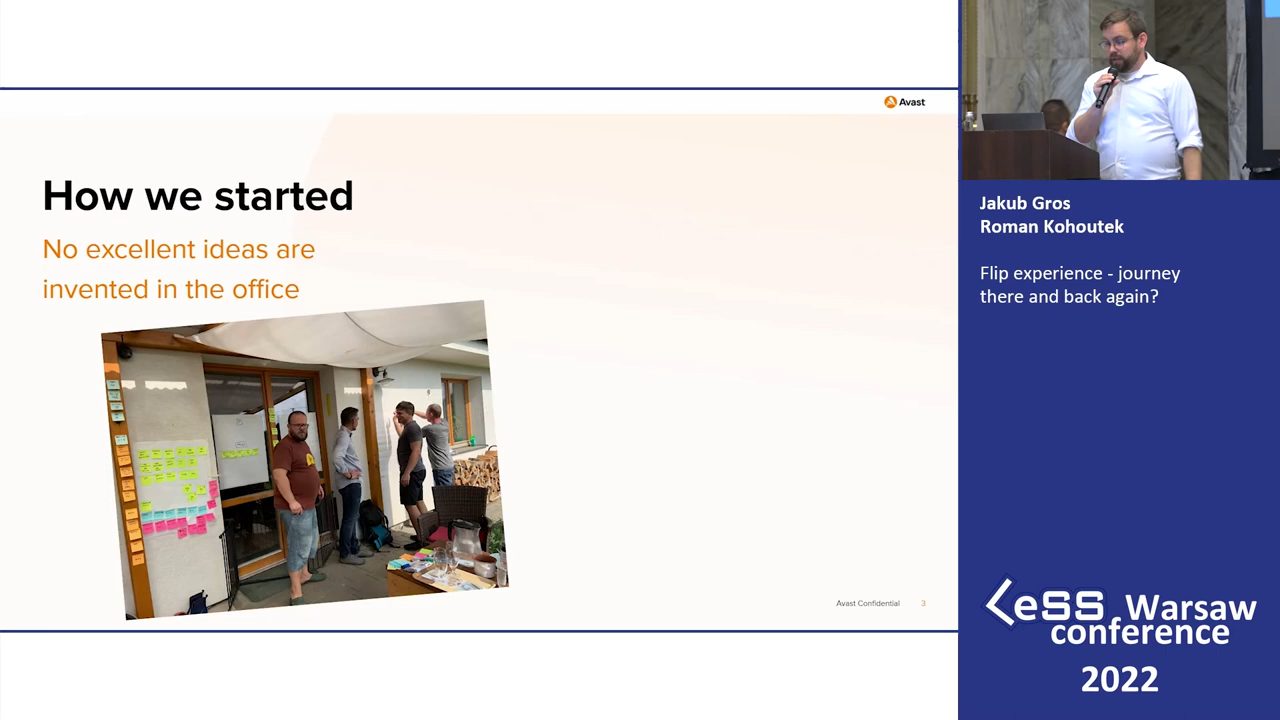 Avast
How we started
No excellent ideas are
invented in the office
Avast Confidential 3
Jakub Gros
Roman Kohoutek
Flip experience - journey
there and back again?
LeSS Warsaw
conference
2022